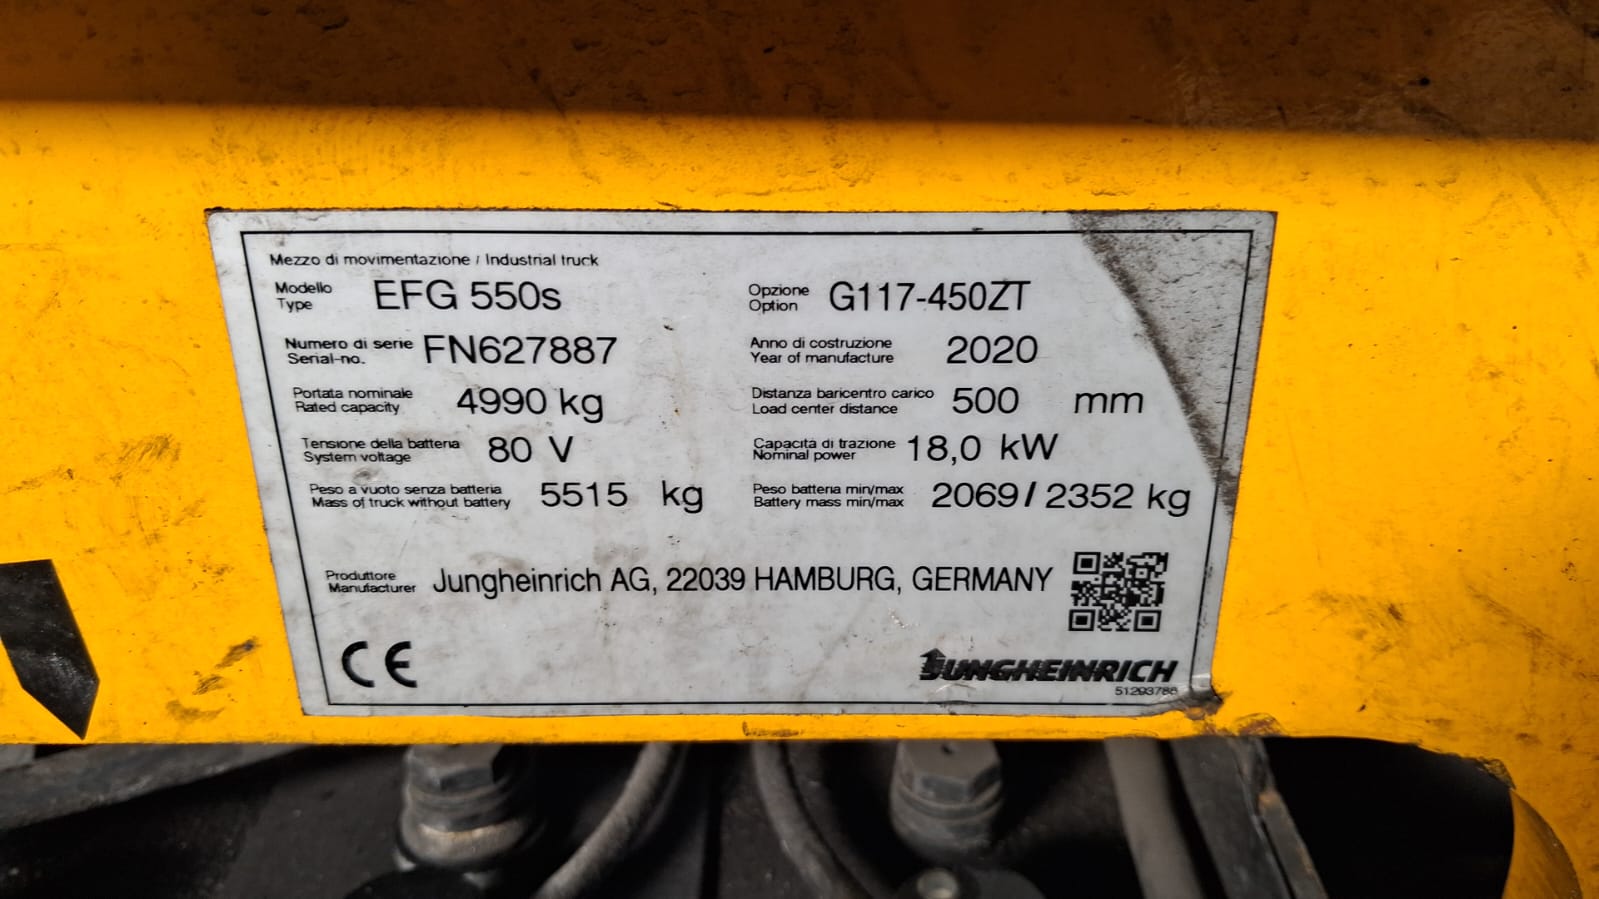 Mezzo di movimentazione / Industrial truck
Modello
Type
EFG 550s
Opzione
Option
G117-450ZT
Numero di serie
Serial-no.
FN627887
Anno di costruzione
Year of manufacture
2020
Portata nominale
Rated capacity
4990 kg
Distanza baricentro carico
Load center distance
500 mm
Tensione della batteria
System voltage
80 V
Capacità di trazione
Nominal power
18,0 kW
Peso a vuoto senza batteria
Mass of truck without battery
5515 kg
Peso batteria min/max
Battery mass min/max
2069 / 2352 kg
Produttore
Manufacturer
Jungheinrich AG, 22039 HAMBURG, GERMANY
CE
JUNGHEINRICH
51293788